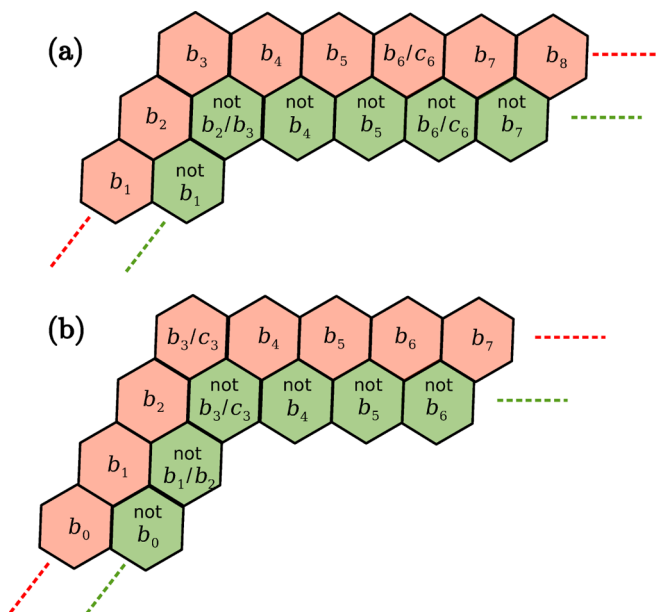 (a)
b₃ b₄ b₅ b₆/c₆ b₇ b₈
b₂ not b₂/b₃ not b₄ not b₅ not b₆/c₆ not b₇
b₁ not b₁
(b)
b₃/c₃ b₄ b₅ b₆ b₇
b₂ not b₃/c₃ not b₄ not b₅ not b₆
b₁ not b₁/b₂
b₀ not b₀